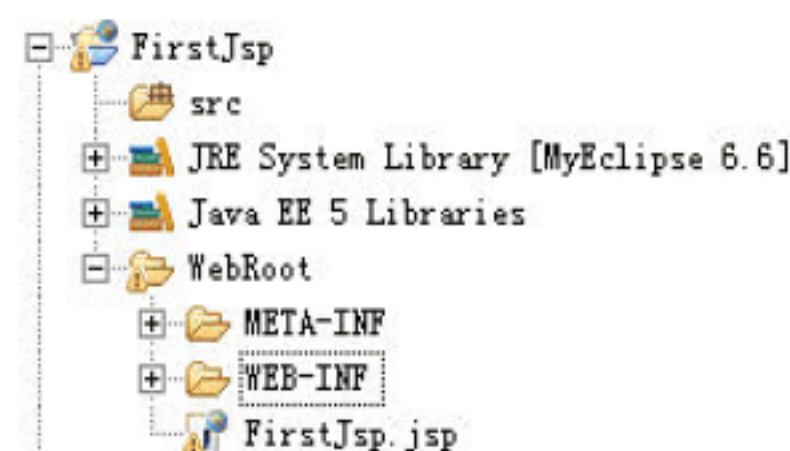 FirstJsp
src
JRE System Library [MyEclipse 6.6]
Java EE 5 Libraries
WebRoot
META-INF
WEB-INF
FirstJsp.jsp